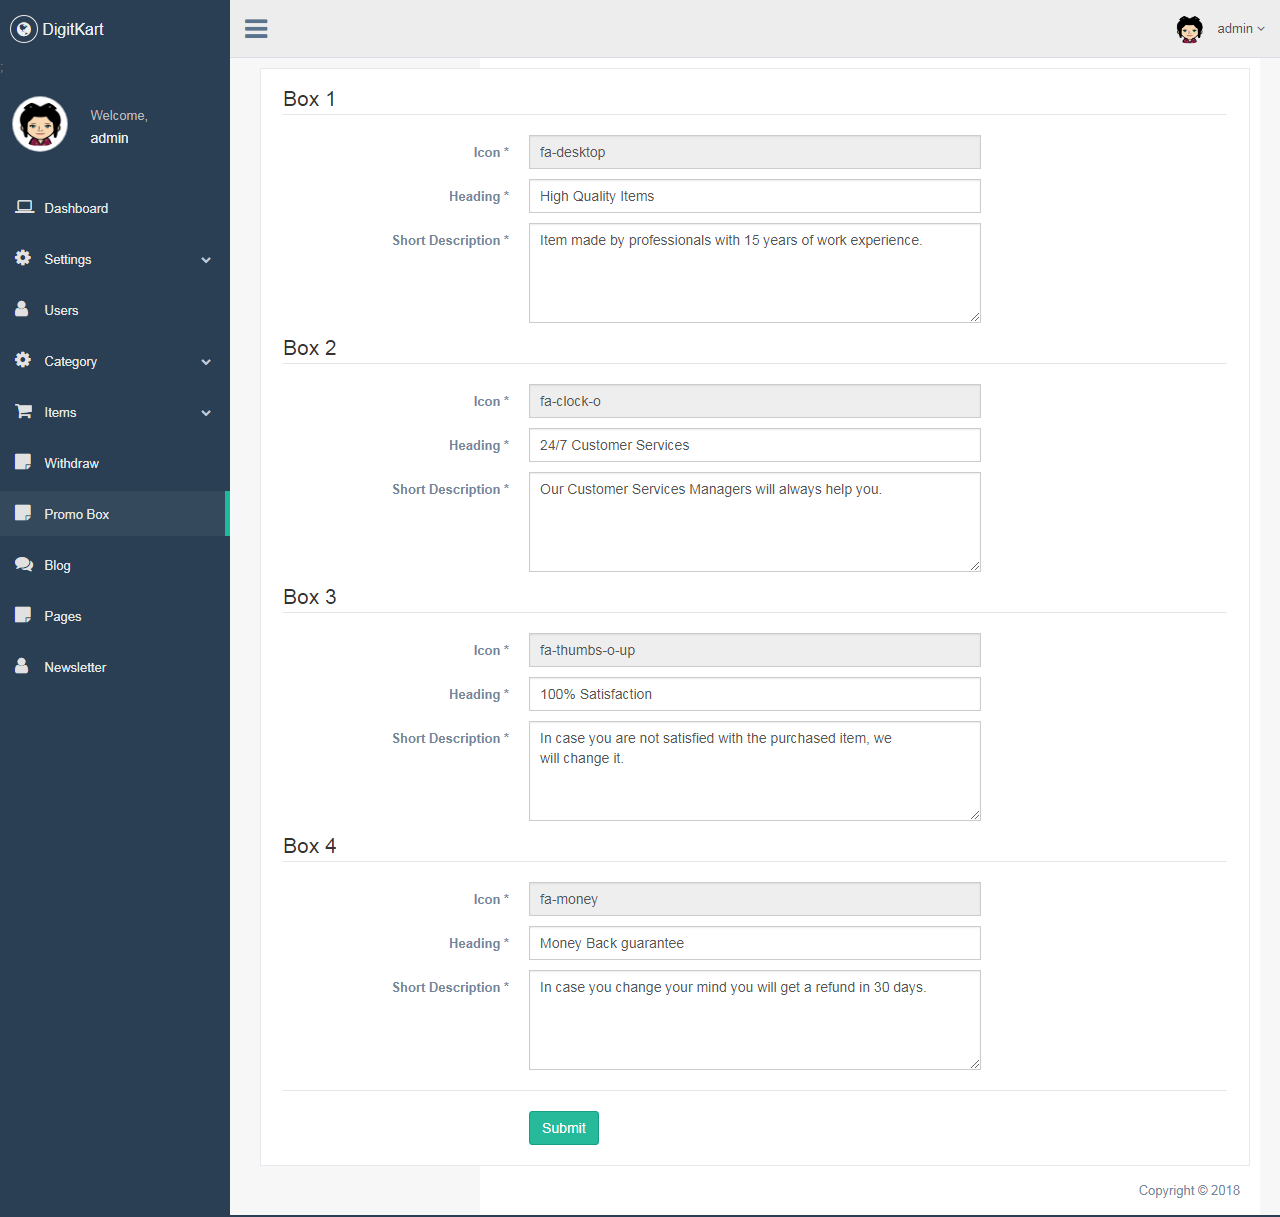 DigitKart
admin
;
Welcome,
admin
Dashboard
Settings
Users
Category
Items
Withdraw
Promo Box
Blog
Pages
Newsletter
Box 1
Icon * fa-desktop
Heading * High Quality Items
Short Description * Item made by professionals with 15 years of work experience.
Box 2
Icon * fa-clock-o
Heading * 24/7 Customer Services
Short Description * Our Customer Services Managers will always help you.
Box 3
Icon * fa-thumbs-o-up
Heading * 100% Satisfaction
Short Description * In case you are not satisfied with the purchased item, we
will change it.
Box 4
Icon * fa-money
Heading * Money Back guarantee
Short Description * In case you change your mind you will get a refund in 30 days.
Submit
Copyright © 2018